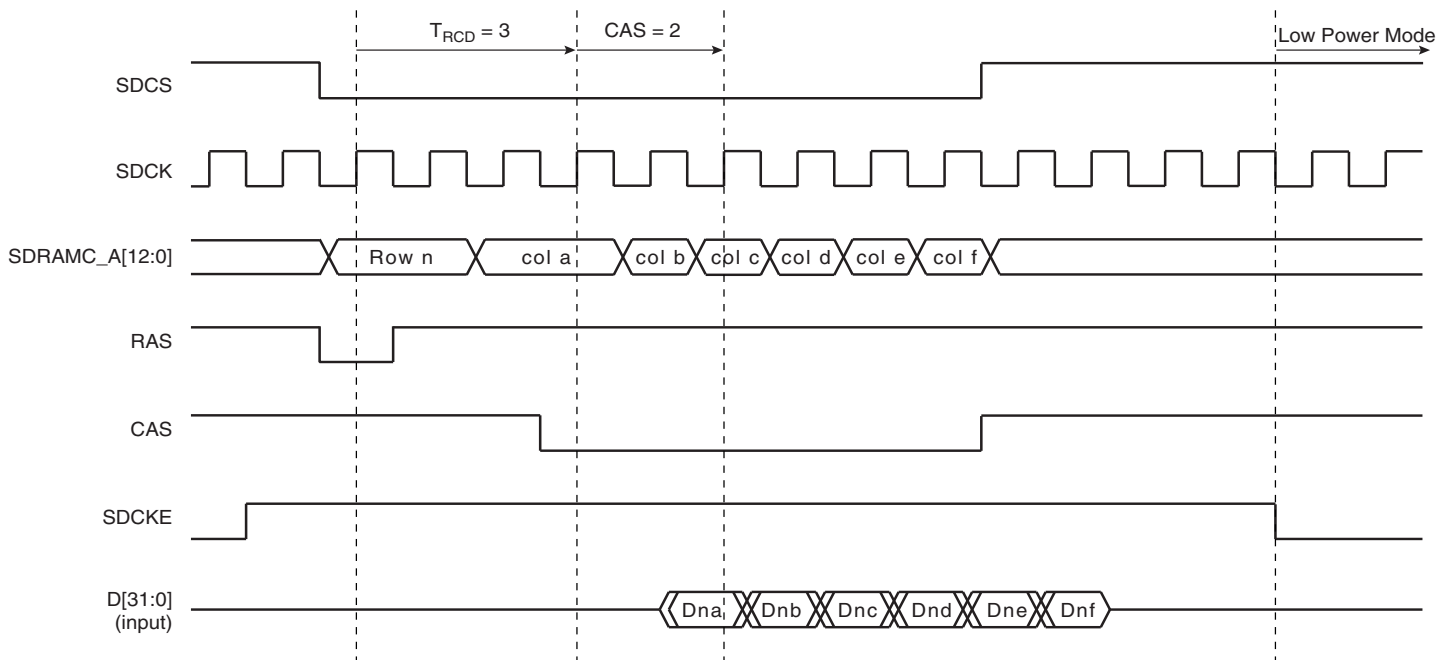 T_RCD = 3
CAS = 2
Low Power Mode
SDCS
SDCK
SDRAMC_A[12:0]
Row n
col a
col b
col c
col d
col e
col f
RAS
CAS
SDCKE
D[31:0]
(input)
Dna
Dnb
Dnc
Dnd
Dne
Dnf